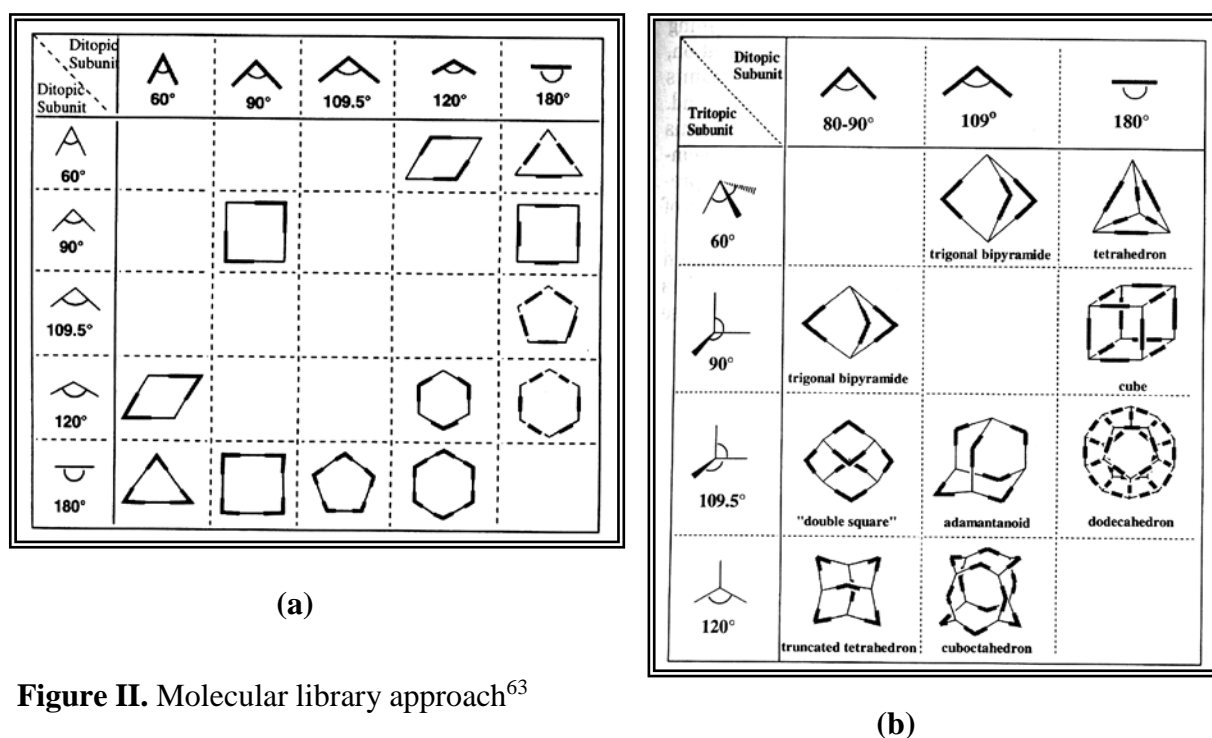 Ditopic
Subunit
Ditopic
Subunit
60° 90° 109.5° 120° 180°
60°
90°
109.5°
120°
180°
(a)
Ditopic
Subunit
Tritopic
Subunit
80-90° 109° 180°
60°
trigonal bipyramide tetrahedron
90°
trigonal bipyramide cube
109.5°
"double square" adamantanoid dodecahedron
120°
truncated tetrahedron cuboctahedron
(b)
Figure II. Molecular library approach63